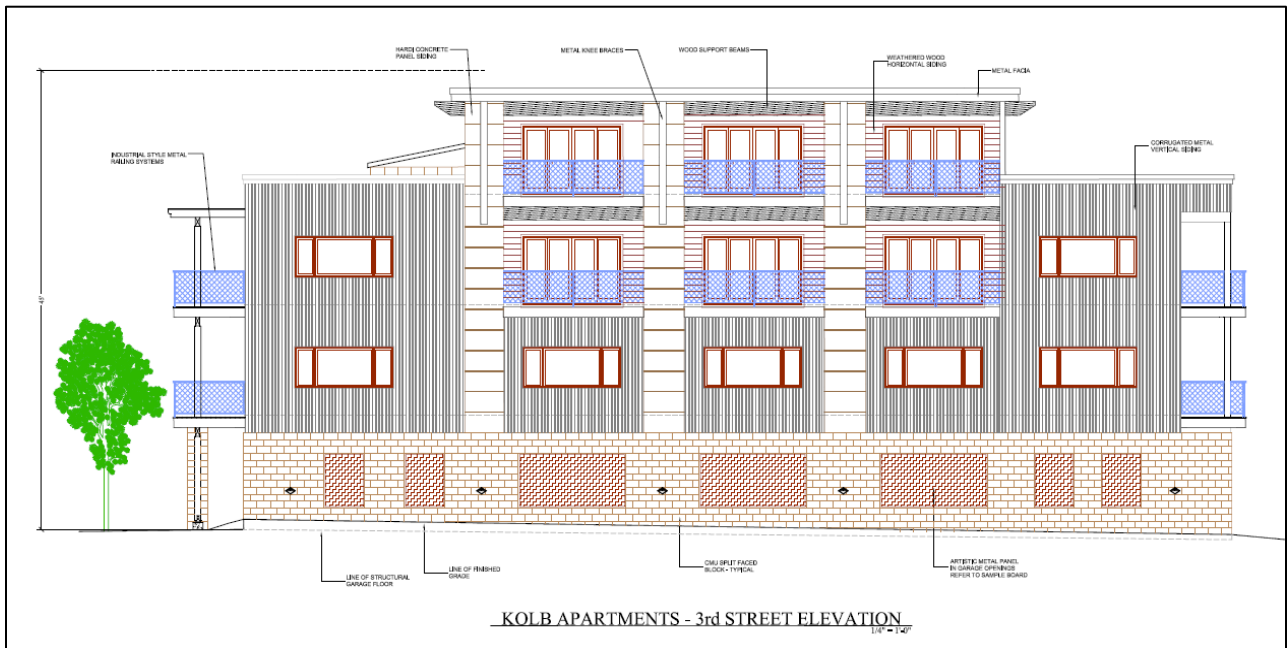 HARDI CONCRETE
PANEL SIDING
METAL KNEE BRACES
WOOD SUPPORT BEAMS
WEATHERED WOOD
HORIZONTAL SIDING
METAL FACIA
INDUSTRIAL STYLE METAL
RAILING SYSTEMS
CORRUGATED METAL
VERTICAL SIDING
LINE OF STRUCTURAL
GARAGE FLOOR
LINE OF FINISHED
GRADE
CMU SPLIT FACED
BLOCK - TYPICAL
ARTISTIC METAL PANEL
IN GARAGE OPENINGS
REFER TO SAMPLE BOARD
KOLB APARTMENTS - 3rd STREET ELEVATION
1/4" = 1'-0"